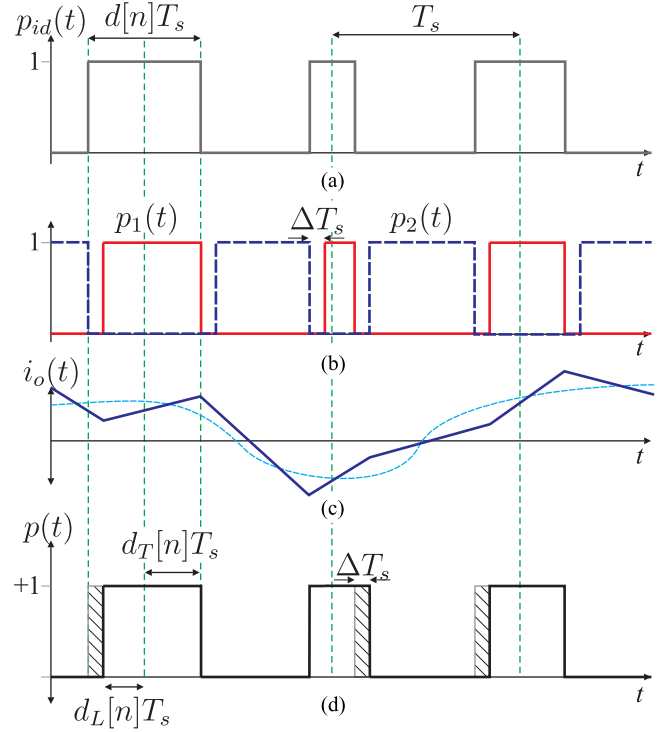 p_{id}(t)
d[n]T_s
T_s
1
t
(a)
p_1(t)
ΔT_s
p_2(t)
1
t
(b)
i_o(t)
t
(c)
p(t)
d_T[n]T_s
ΔT_s
+1
t
d_L[n]T_s
(d)